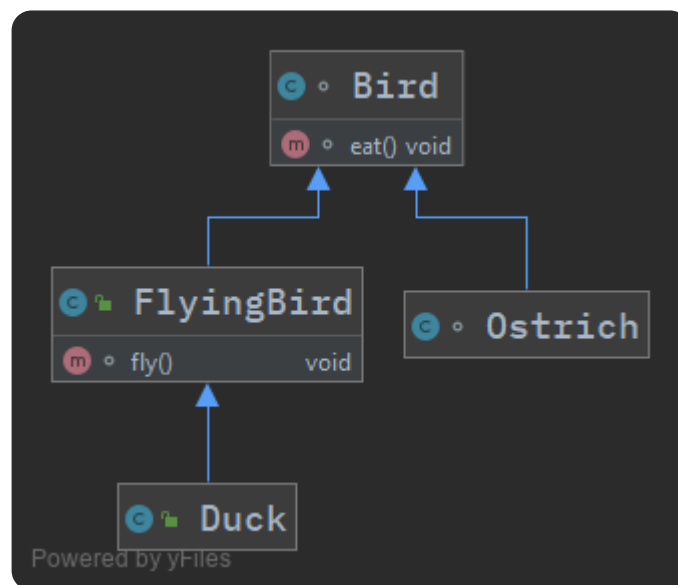 Bird
eat() void
FlyingBird
fly() void
Ostrich
Duck
Powered by yFiles